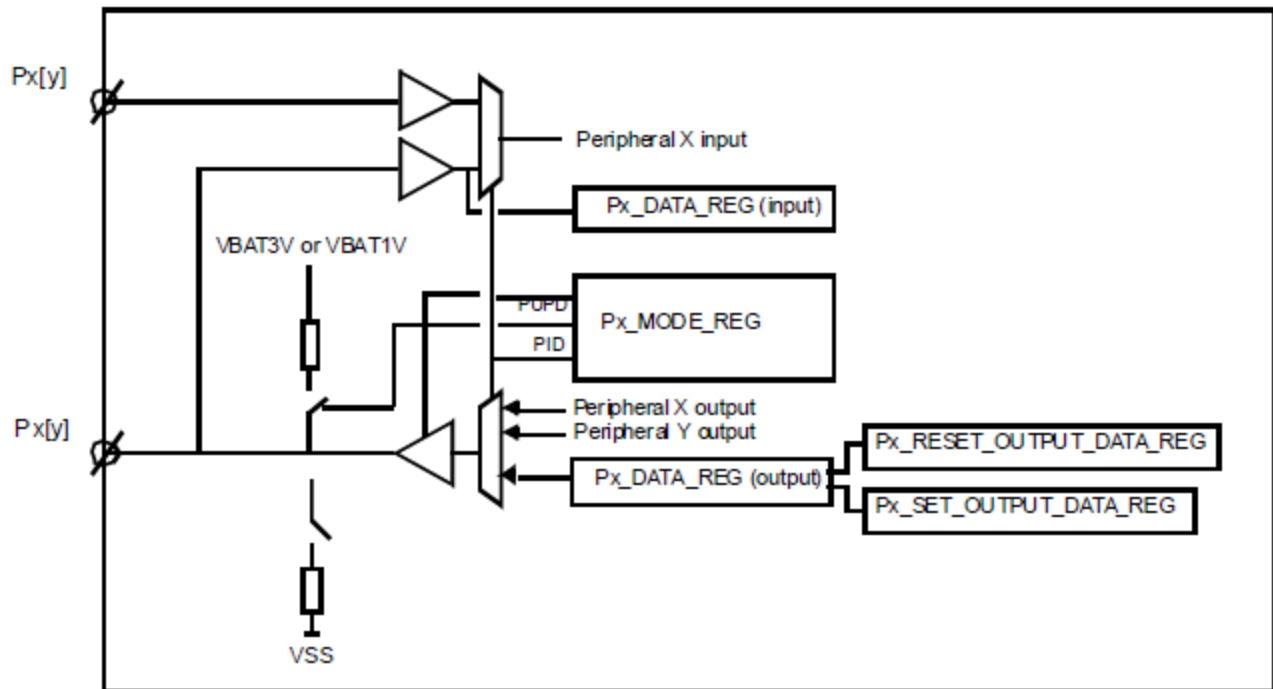 Px[y]
Peripheral X input
Px_DATA_REG (input)
VBAT3V or VBAT1V
PUPD
Px_MODE_REG
PID
Peripheral X output
Px[y]
Peripheral Y output
Px_RESET_OUTPUT_DATA_REG
Px_DATA_REG (output)
Px_SET_OUTPUT_DATA_REG
VSS